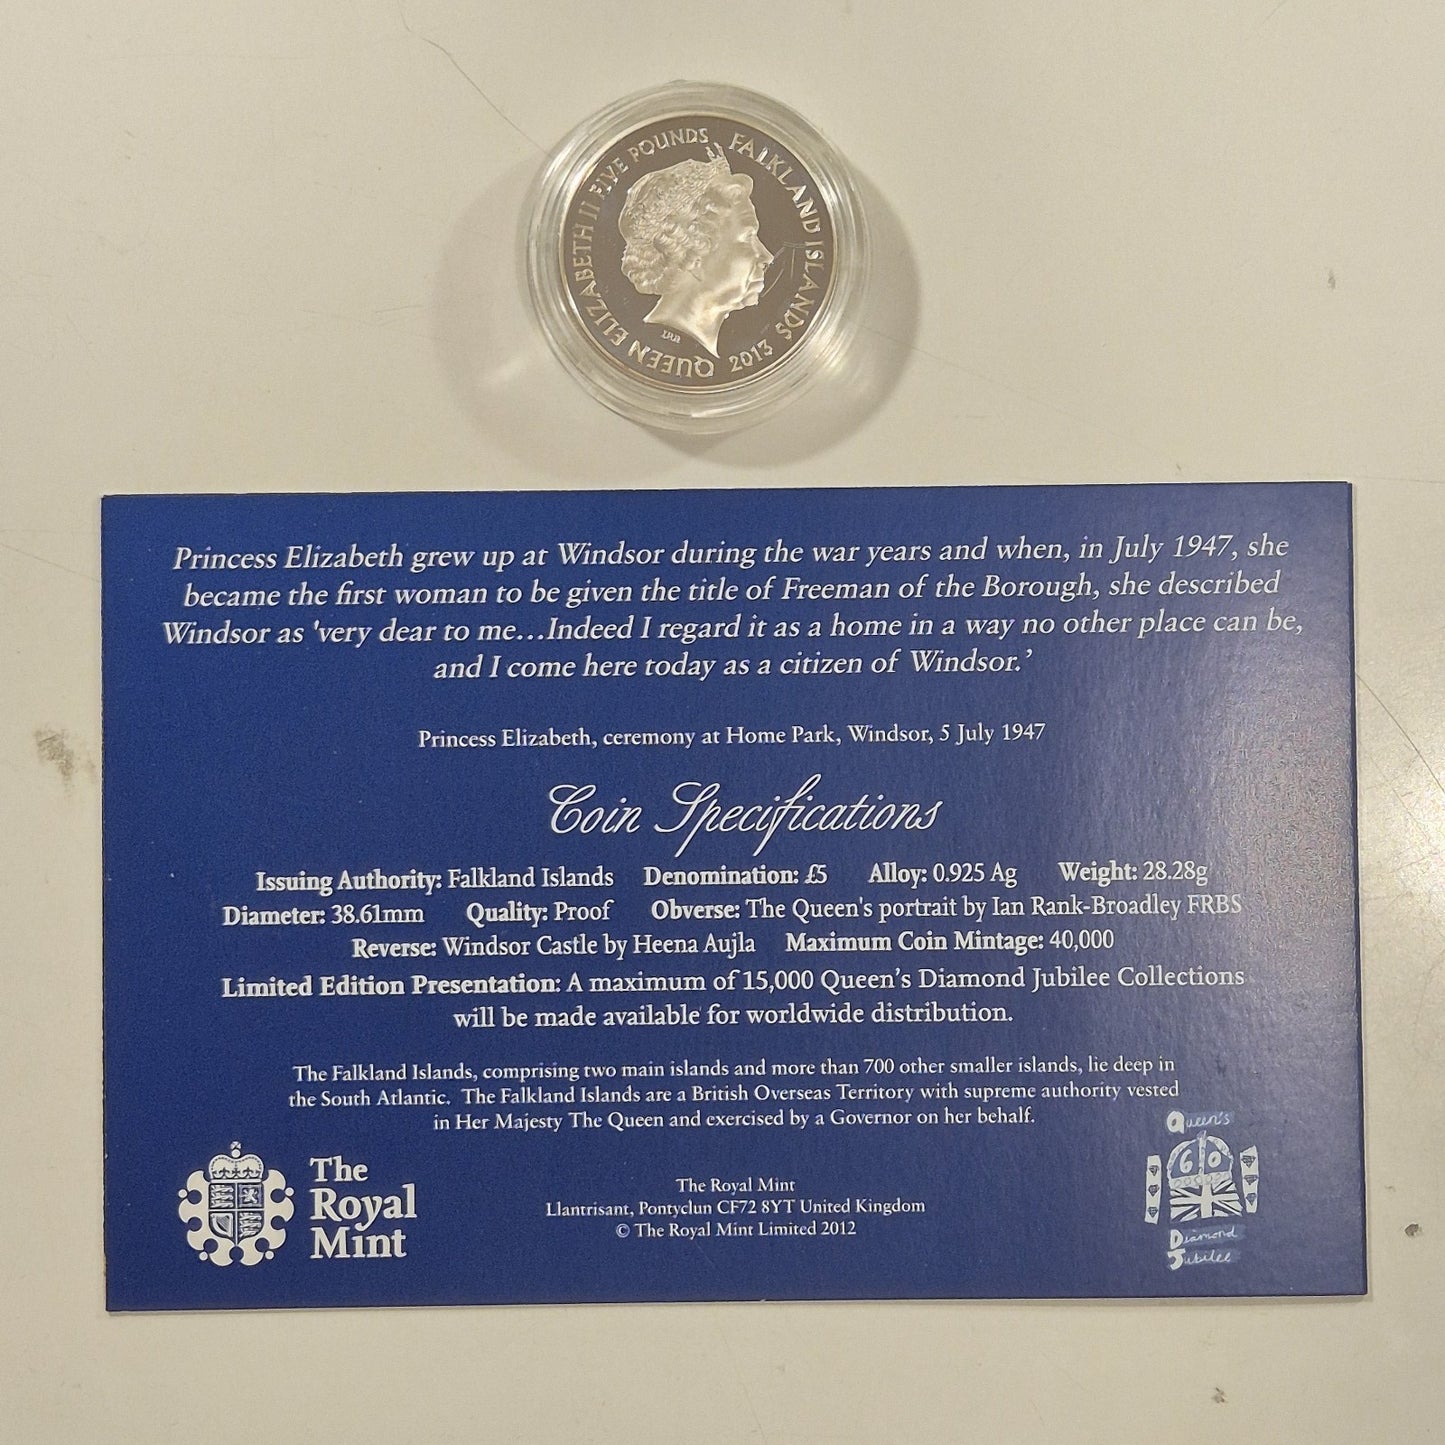 QUEEN ELIZABETH II FIVE POUNDS FALKLAND ISLANDS 2013
IRB
Princess Elizabeth grew up at Windsor during the war years and when, in July 1947, she
became the first woman to be given the title of Freeman of the Borough, she described
Windsor as 'very dear to me...Indeed I regard it as a home in a way no other place can be,
and I come here today as a citizen of Windsor.’
Princess Elizabeth, ceremony at Home Park, Windsor, 5 July 1947
Coin Specifications
Issuing Authority: Falkland Islands Denomination: £5 Alloy: 0.925 Ag Weight: 28.28g
Diameter: 38.61mm Quality: Proof Obverse: The Queen's portrait by Ian Rank-Broadley FRBS
Reverse: Windsor Castle by Heena Aujla Maximum Coin Mintage: 40,000
Limited Edition Presentation: A maximum of 15,000 Queen’s Diamond Jubilee Collections
will be made available for worldwide distribution.
The Falkland Islands, comprising two main islands and more than 700 other smaller islands, lie deep in
the South Atlantic. The Falkland Islands are a British Overseas Territory with supreme authority vested
in Her Majesty The Queen and exercised by a Governor on her behalf.
The
Royal
Mint
The Royal Mint
Llantrisant, Pontyclun CF72 8YT United Kingdom
© The Royal Mint Limited 2012
Queen's
60
Diamond
Jubilee